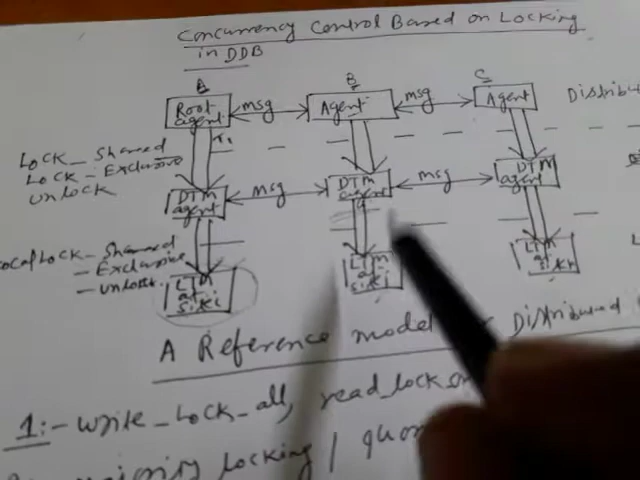 Concurrency Control Based on Locking
in DDB
A B C
Root agent msg Agent msg Agent
Lock - Shared
Lock - Exclusive
Unlock
DTM agent msg DTM agent msg DTM agent
Local Lock - Shared
- Exclusive
- Unlock
LTM at site i LTM at site j LTM at site k
A Reference model Distributed
1:- write_Lock_all, read_lock_on
locking /